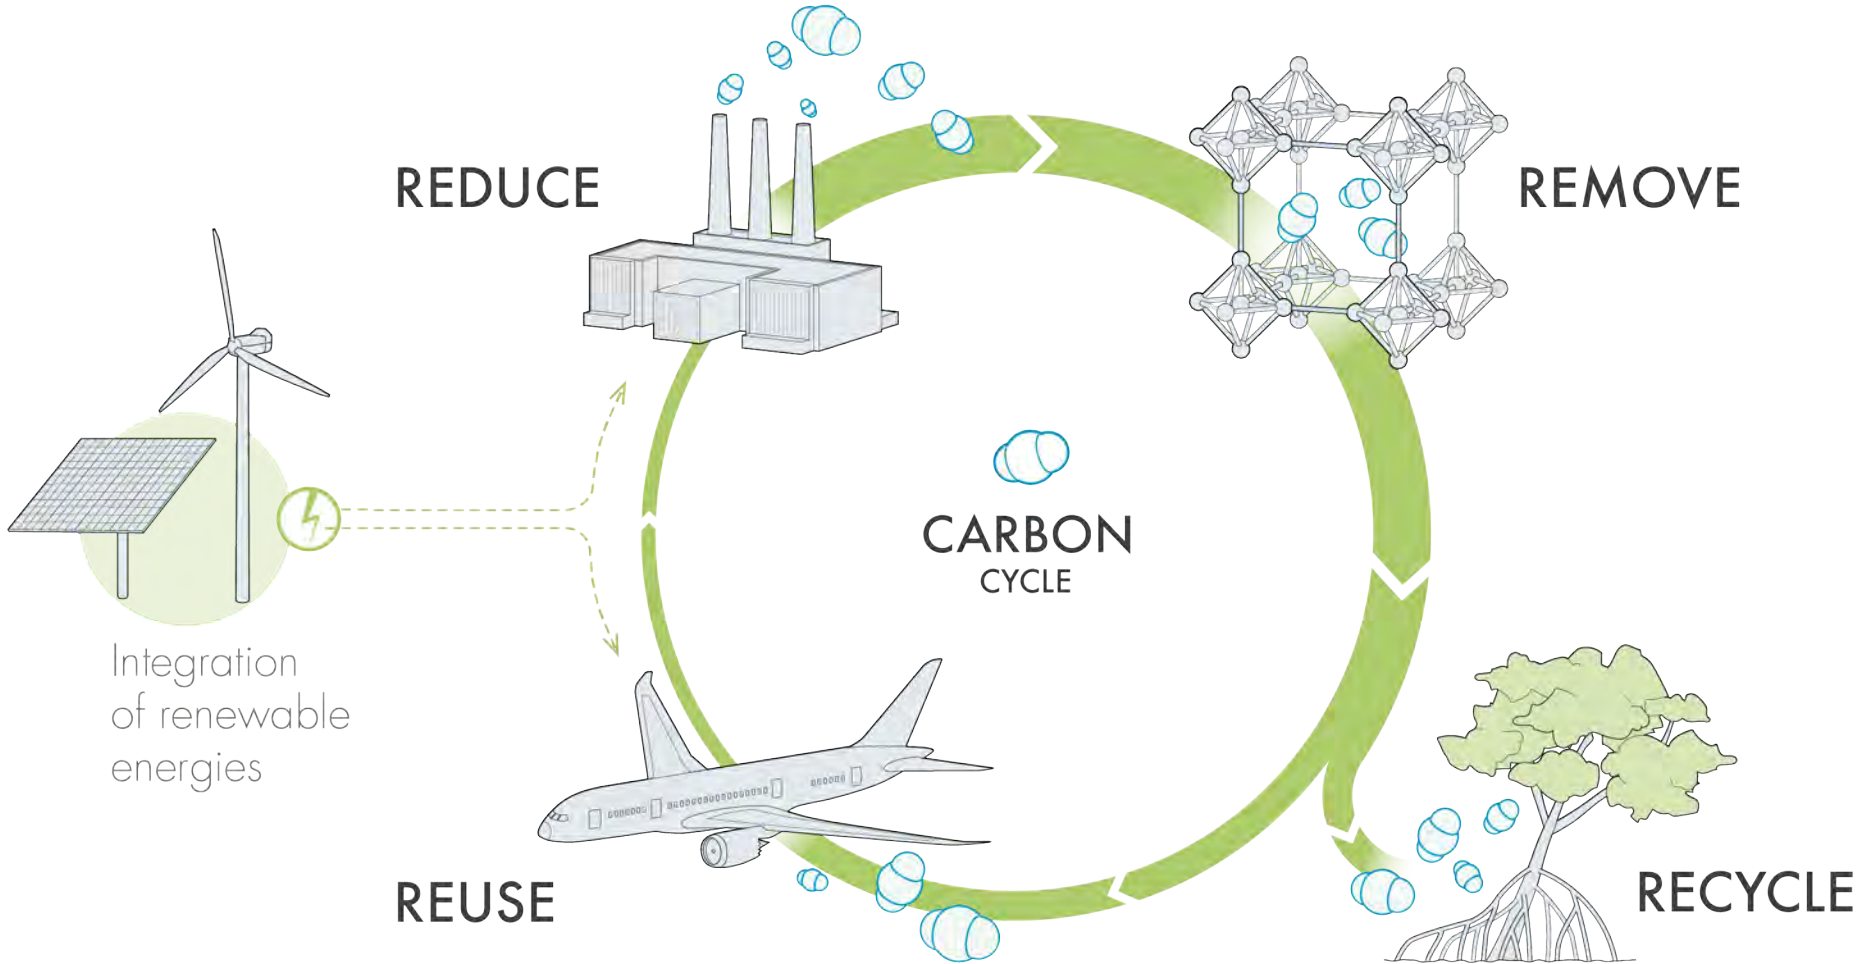 REDUCE
REMOVE
CARBON
CYCLE
Integration
of renewable
energies
REUSE
RECYCLE